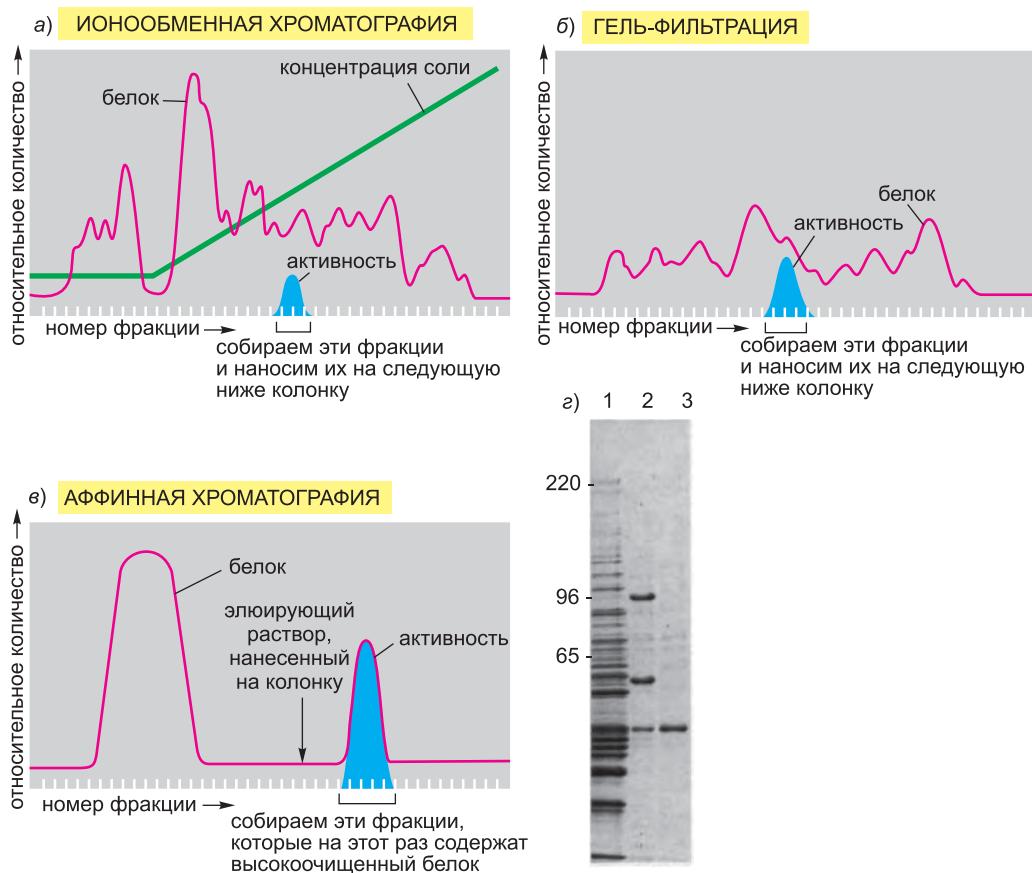 а) ИОНООБМЕННАЯ ХРОМАТОГРАФИЯ
относительное количество
белок
концентрация соли
активность
номер фракции
собираем эти фракции
и наносим их на следующую
ниже колонку
б) ГЕЛЬ-ФИЛЬТРАЦИЯ
относительное количество
белок
активность
номер фракции
собираем эти фракции
и наносим их на следующую
ниже колонку
в) АФФИННАЯ ХРОМАТОГРАФИЯ
относительное количество
белок
элюирующий
раствор,
нанесенный
на колонку
активность
номер фракции
собираем эти фракции,
которые на этот раз содержат
высокоочищенный белок
г) 1 2 3
220
96
65